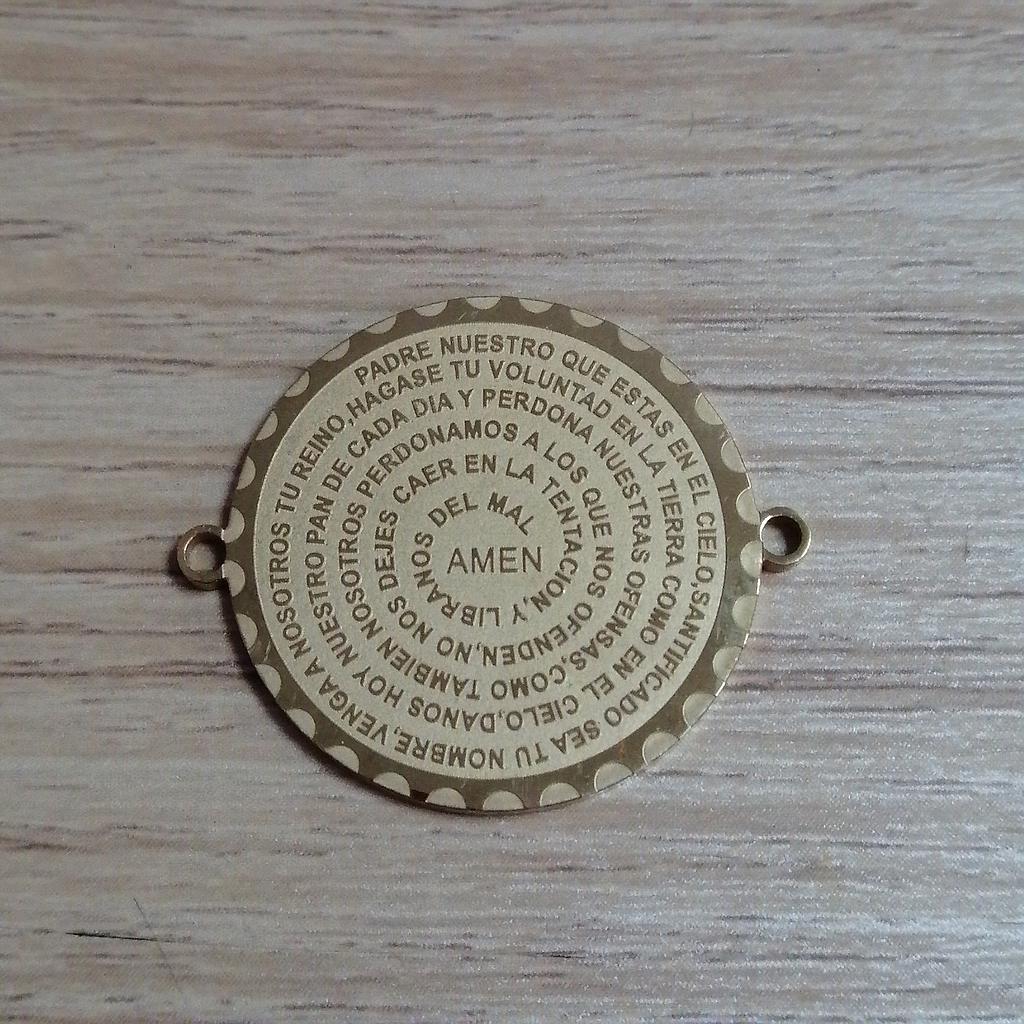 PADRE NUESTRO QUE ESTAS EN EL CIELO,SANTIFICADO SEA TU NOMBRE,VENGA A NOSOTROS TU REINO,
HAGASE TU VOLUNTAD EN LA TIERRA COMO EN EL CIELO,DANOS HOY NUESTRO PAN DE
CADA DIA Y PERDONA NUESTRAS OFENSAS,COMO TAMBIEN NOSOTROS
PERDONAMOS A LOS QUE NOS OFENDEN,NO NOS DEJES
CAER EN LA TENTACION,Y LIBRANOS
DEL MAL
AMEN